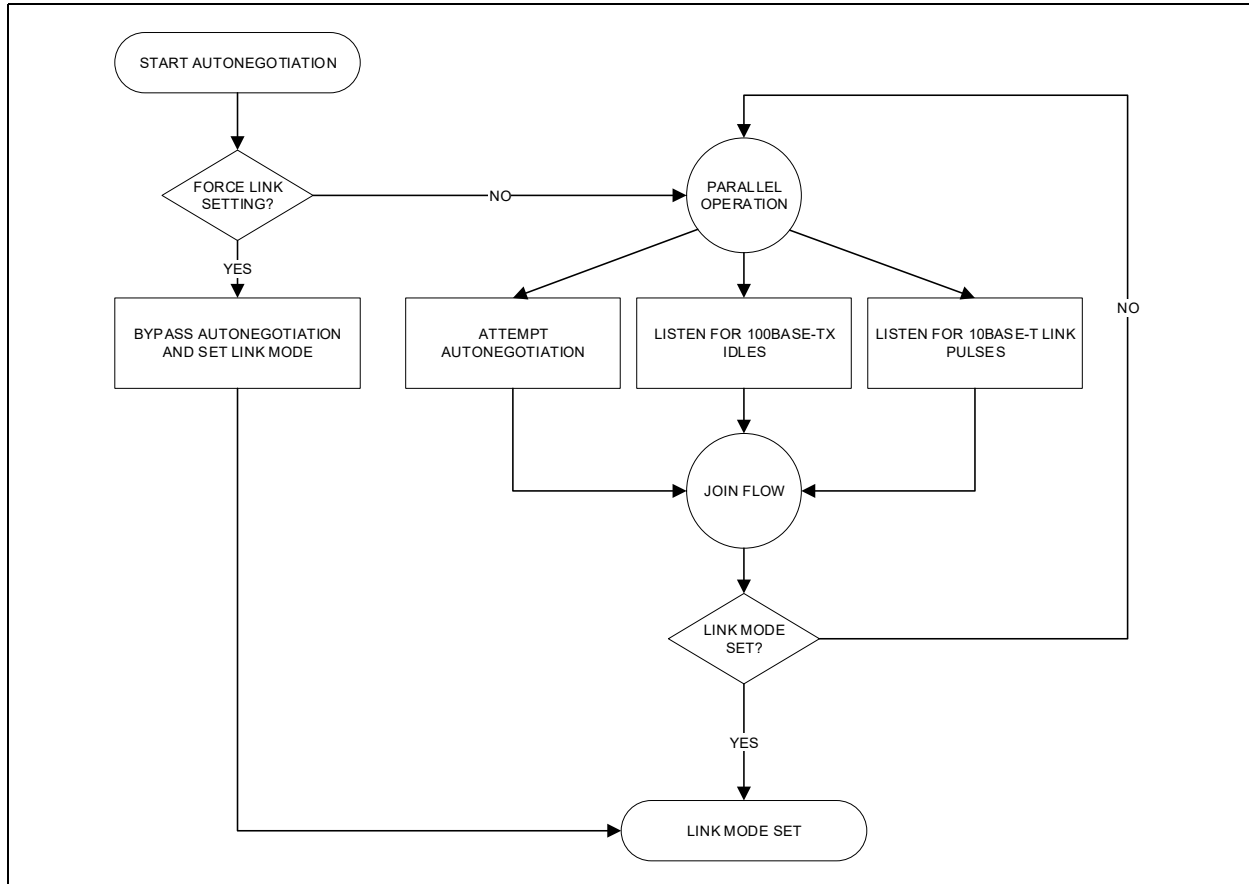 START AUTONEGOTIATION
FORCE LINK
SETTING?
NO
PARALLEL
OPERATION
YES
BYPASS AUTONEGOTIATION
AND SET LINK MODE
ATTEMPT
AUTONEGOTIATION
LISTEN FOR 100BASE-TX
IDLES
LISTEN FOR 10BASE-T LINK
PULSES
NO
JOIN FLOW
LINK MODE
SET?
YES
LINK MODE SET